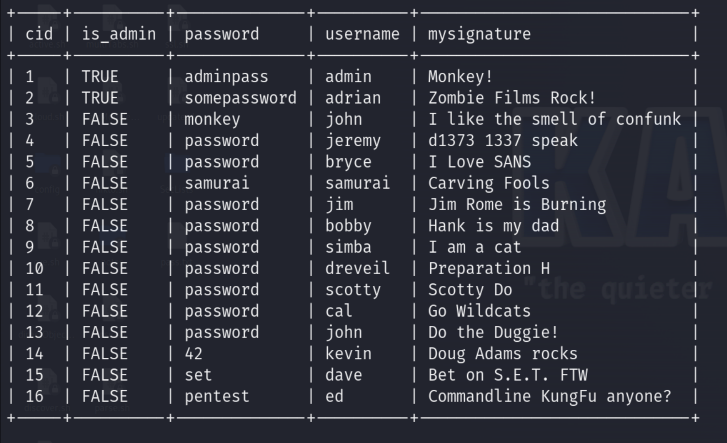 | cid | is_admin | password | username | mysignature |
| 1 | TRUE | adminpass | admin | Monkey! |
| 2 | TRUE | somepassword | adrian | Zombie Films Rock! |
| 3 | FALSE | monkey | john | I like the smell of confunk |
| 4 | FALSE | password | jeremy | d1373 1337 speak |
| 5 | FALSE | password | bryce | I Love SANS |
| 6 | FALSE | samurai | samurai | Carving Fools |
| 7 | FALSE | password | jim | Jim Rome is Burning |
| 8 | FALSE | password | bobby | Hank is my dad |
| 9 | FALSE | password | simba | I am a cat |
| 10 | FALSE | password | dreveil | Preparation H |
| 11 | FALSE | password | scotty | Scotty Do |
| 12 | FALSE | password | cal | Go Wildcats |
| 13 | FALSE | password | john | Do the Duggie! |
| 14 | FALSE | 42 | kevin | Doug Adams rocks |
| 15 | FALSE | set | dave | Bet on S.E.T. FTW |
| 16 | FALSE | pentest | ed | Commandline KungFu anyone? |
KA
"the quieter